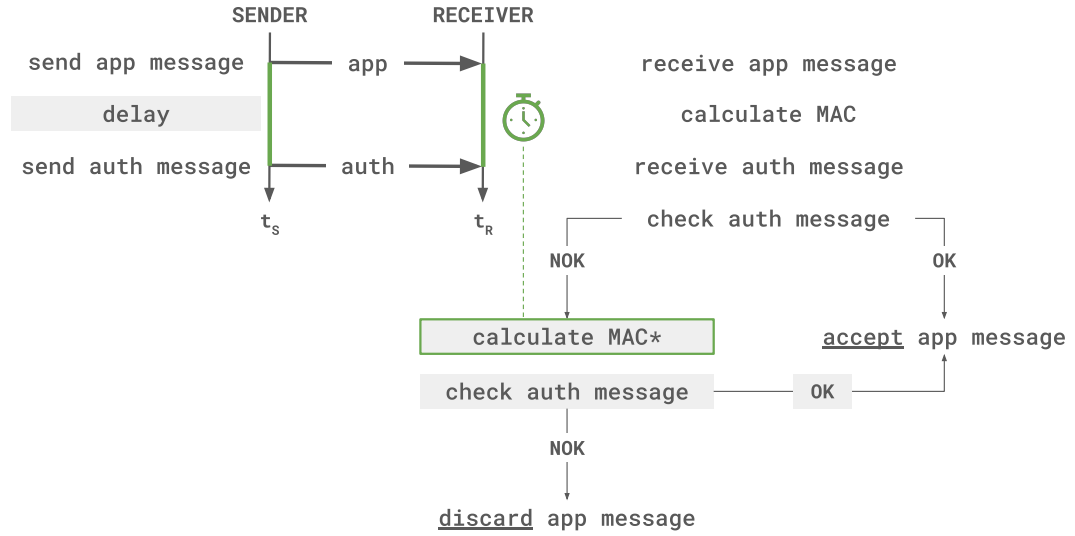 SENDER RECEIVER
send app message app receive app message
delay calculate MAC
send auth message auth receive auth message
tS tR check auth message
NOK OK
calculate MAC* accept app message
check auth message OK
NOK
discard app message